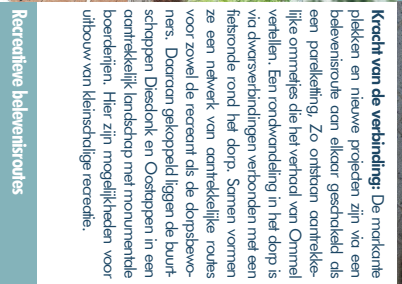 Kracht van de verbinding: De markante
plekken en nieuwe projecten zijn via een
belevenisroute aan elkaar geschakeld als
een parelketting, Zo ontstaan aantrekke-
lijke ommetjes die het verhaal van Ommel
vertellen. Een rondwandeling in het dorp is
via dwarsverbindingen verbonden met een
fietsronde rond het dorp. Samen vormen
ze een netwerk van aantrekkelijke routes
voor zowel de recreant als de dorpsbewo-
ners. Daaraan gekoppeld liggen de buurt-
schappen Diesdonk en Oostappen in een
aantrekkelijk landschap met monumentale
boerderijen. Hier zijn mogelijkheden voor
uitbouw van kleinschalige recreatie.
Recreatieve belevenisroutes